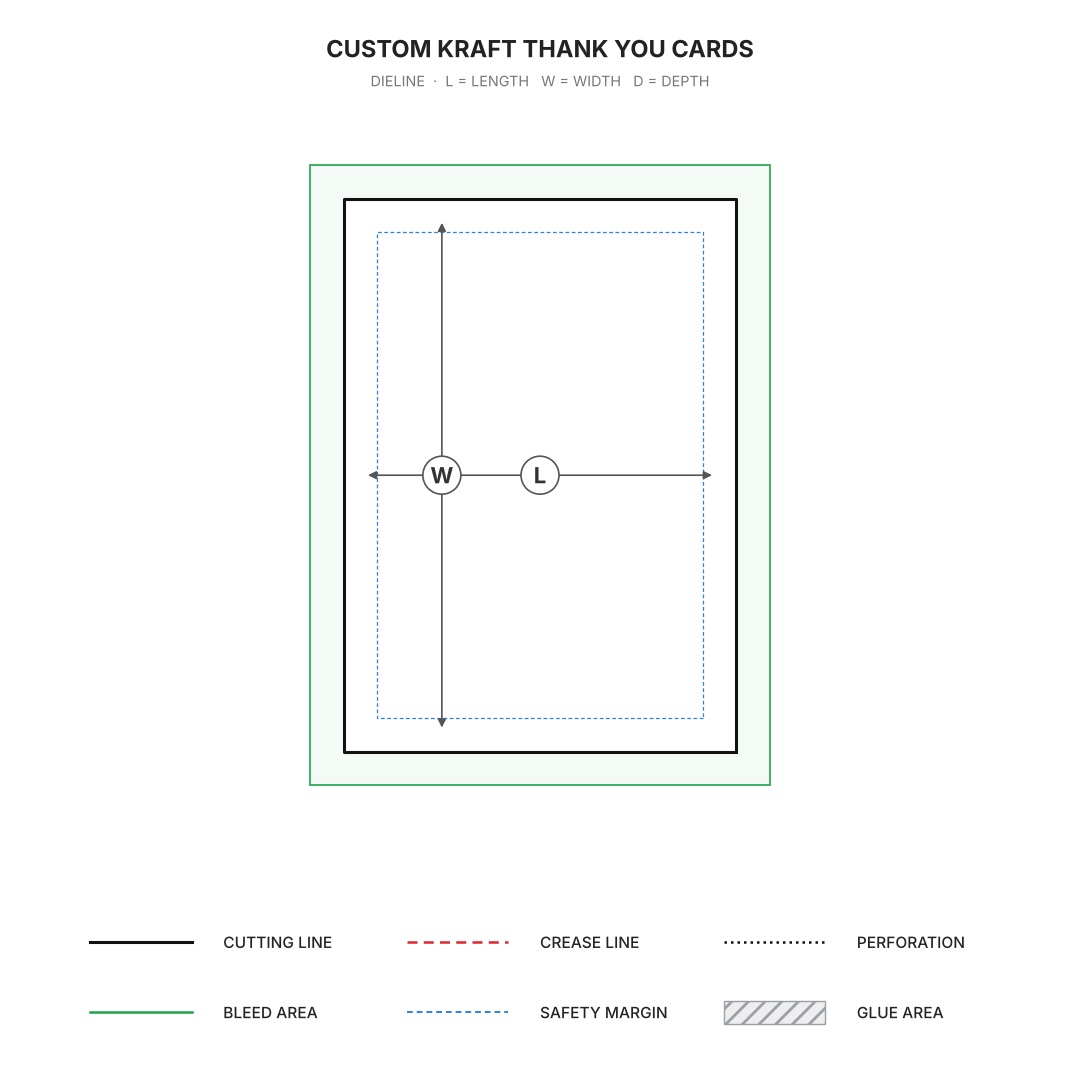 CUSTOM KRAFT THANK YOU CARDS
DIELINE · L = LENGTH W = WIDTH D = DEPTH
W L
CUTTING LINE CREASE LINE PERFORATION
BLEED AREA SAFETY MARGIN GLUE AREA